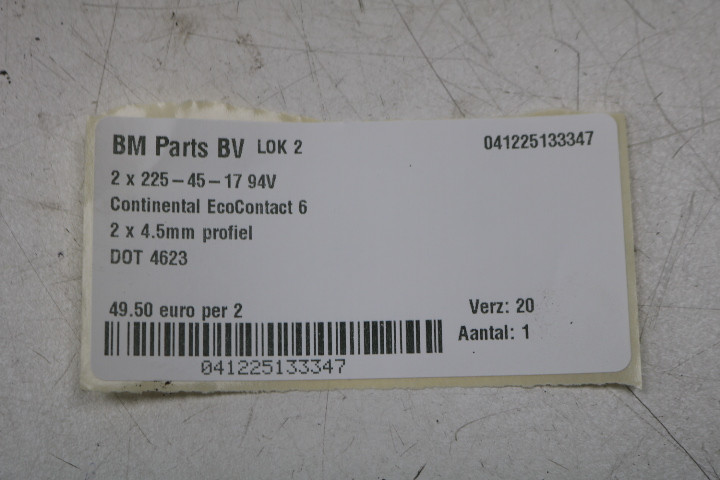 BM Parts BV LOK 2 041225133347
2 x 225-45-17 94V
Continental EcoContact 6
2 x 4.5mm profiel
DOT 4623
49.50 euro per 2 Verz: 20
Aantal: 1
041225133347